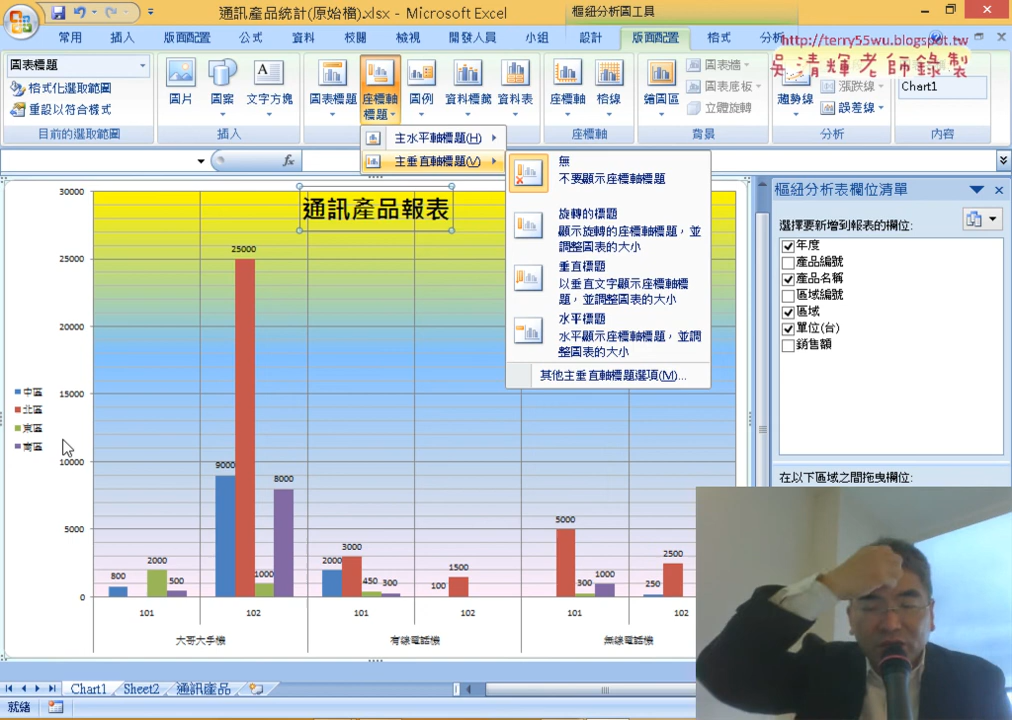 通訊產品統計(原始檔).xlsx - Microsoft Excel
樞紐分析圖工具
常用
插入
版面配置
公式
資料
校閱
檢視
開發人員
小組
設計
版面配置
格式
分析
http://terry55wu.blogspot.tw
吳清輝老師錄製
圖表標題
格式化選取範圍
重設以符合樣式
目前的選取範圍
圖片
圖案
文字方塊
插入
圖表標題
座標軸標題
圖例
資料標籤
資料表
座標軸
格線
座標軸
繪圖區
圖表牆
圖表底板
立體旋轉
背景
趨勢線
漲跌線
誤差線
分析
Chart1
內容
主水平軸標題(H)
主垂直軸標題(V)
無
不要顯示座標軸標題
旋轉的標題
顯示旋轉的座標軸標題，並
調整圖表的大小
垂直標題
以垂直文字顯示座標軸標
題，並調整圖表的大小
水平標題
水平顯示座標軸標題，並調
整圖表的大小
其他主垂直軸標題選項(M)...
fx
通訊產品報表
30000
25000
20000
15000
10000
5000
0
中區
北區
東區
南區
800
2000
500
9000
25000
1000
8000
2000
3000
450
300
100
1500
5000
300
1000
250
2500
101
102
101
102
101
102
大哥大手機
有線電話機
無線電話機
樞紐分析表欄位清單
選擇要新增到報表的欄位:
年度
產品編號
產品名稱
區域編號
區域
單位(台)
銷售額
在以下區域之間拖曳欄位:
Chart1
Sheet2
通訊產品
就緒